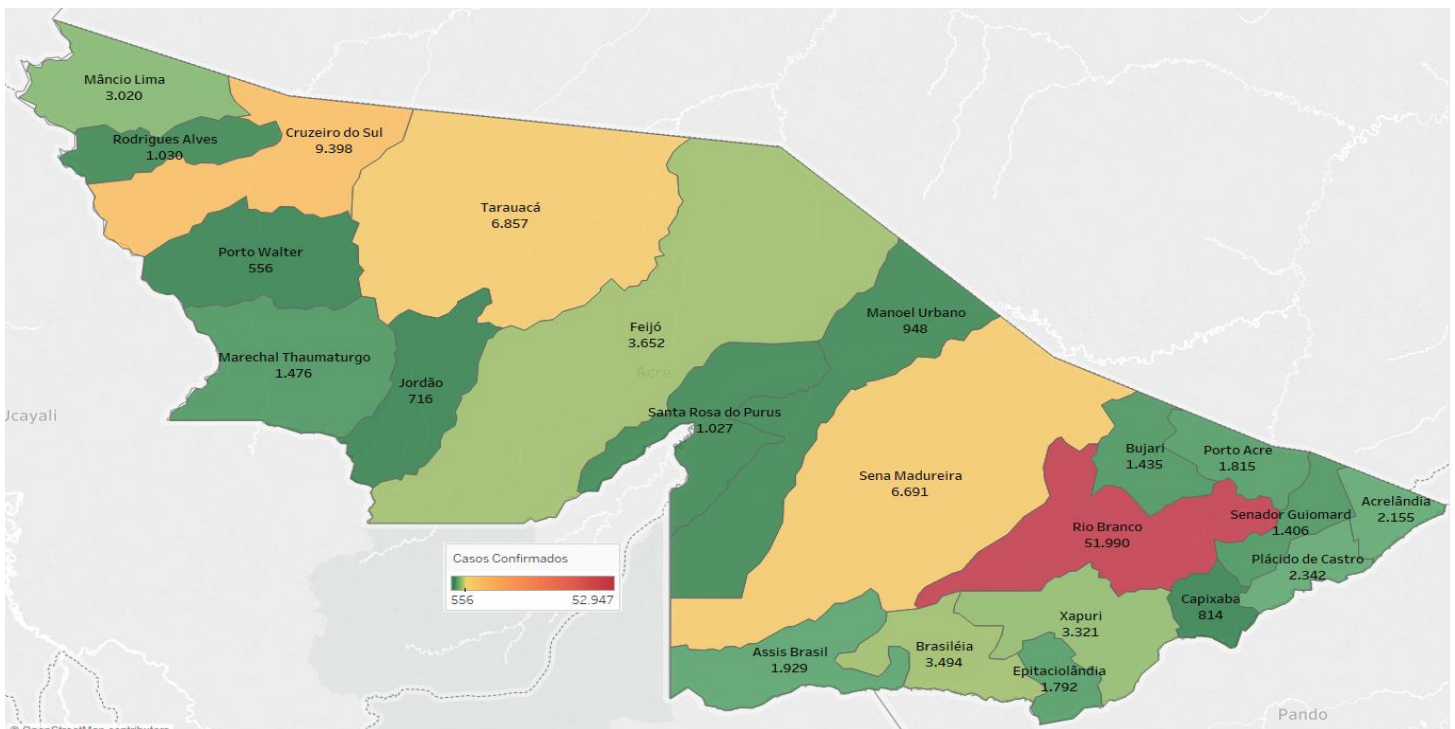 Mâncio Lima
3.020
Rodrigues Alves
1.030
Cruzeiro do Sul
9.398
Tarauacá
6.857
Porto Walter
556
Marechal Thaumaturgo
1.476
Jordão
716
Feijó
3.652
Acre
Manoel Urbano
948
Santa Rosa do Purus
1.027
Ucayali
Sena Madureira
6.691
Bujari
1.435
Porto Acre
1.815
Acrelândia
2.155
Senador Guiomard
1.406
Rio Branco
51.990
Plácido de Castro
2.342
Capixaba
814
Xapuri
3.321
Brasiléia
3.494
Assis Brasil
1.929
Epitaciolândia
1.792
Casos Confirmados
556 52.947
Pando
© OpenStreetMap contributors